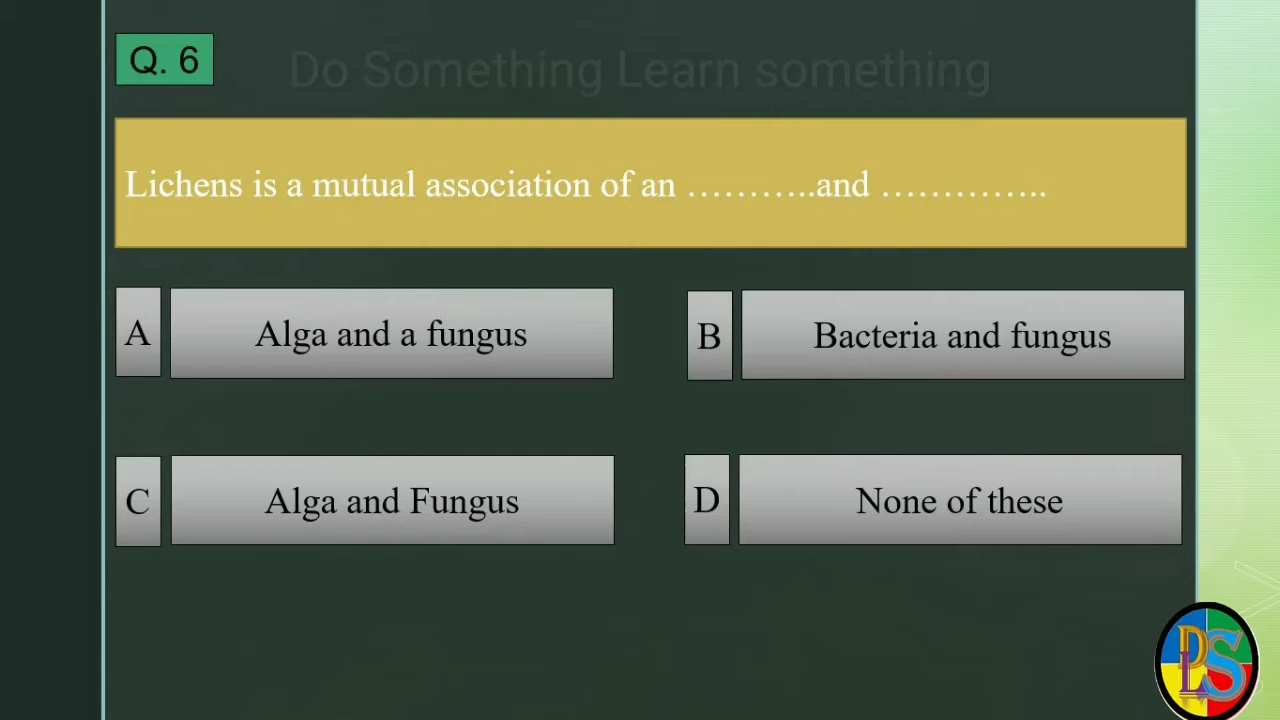 Q. 6
Do Something Learn something
Lichens is a mutual association of an ………..and …………..
A
Alga and a fungus
B
Bacteria and fungus
C
Alga and Fungus
D
None of these
DLS